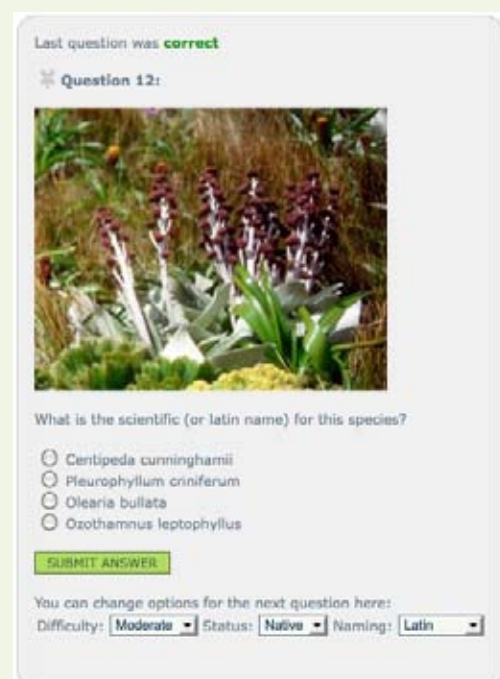 Last question was correct
Question 12:
What is the scientific (or latin name) for this species?
Centipeda cunninghamii
Pleurophyllum criniferum
Olearia bullata
Ozothamnus leptophyllus
SUBMIT ANSWER
You can change options for the next question here:
Difficulty: Moderate Status: Native Naming: Latin